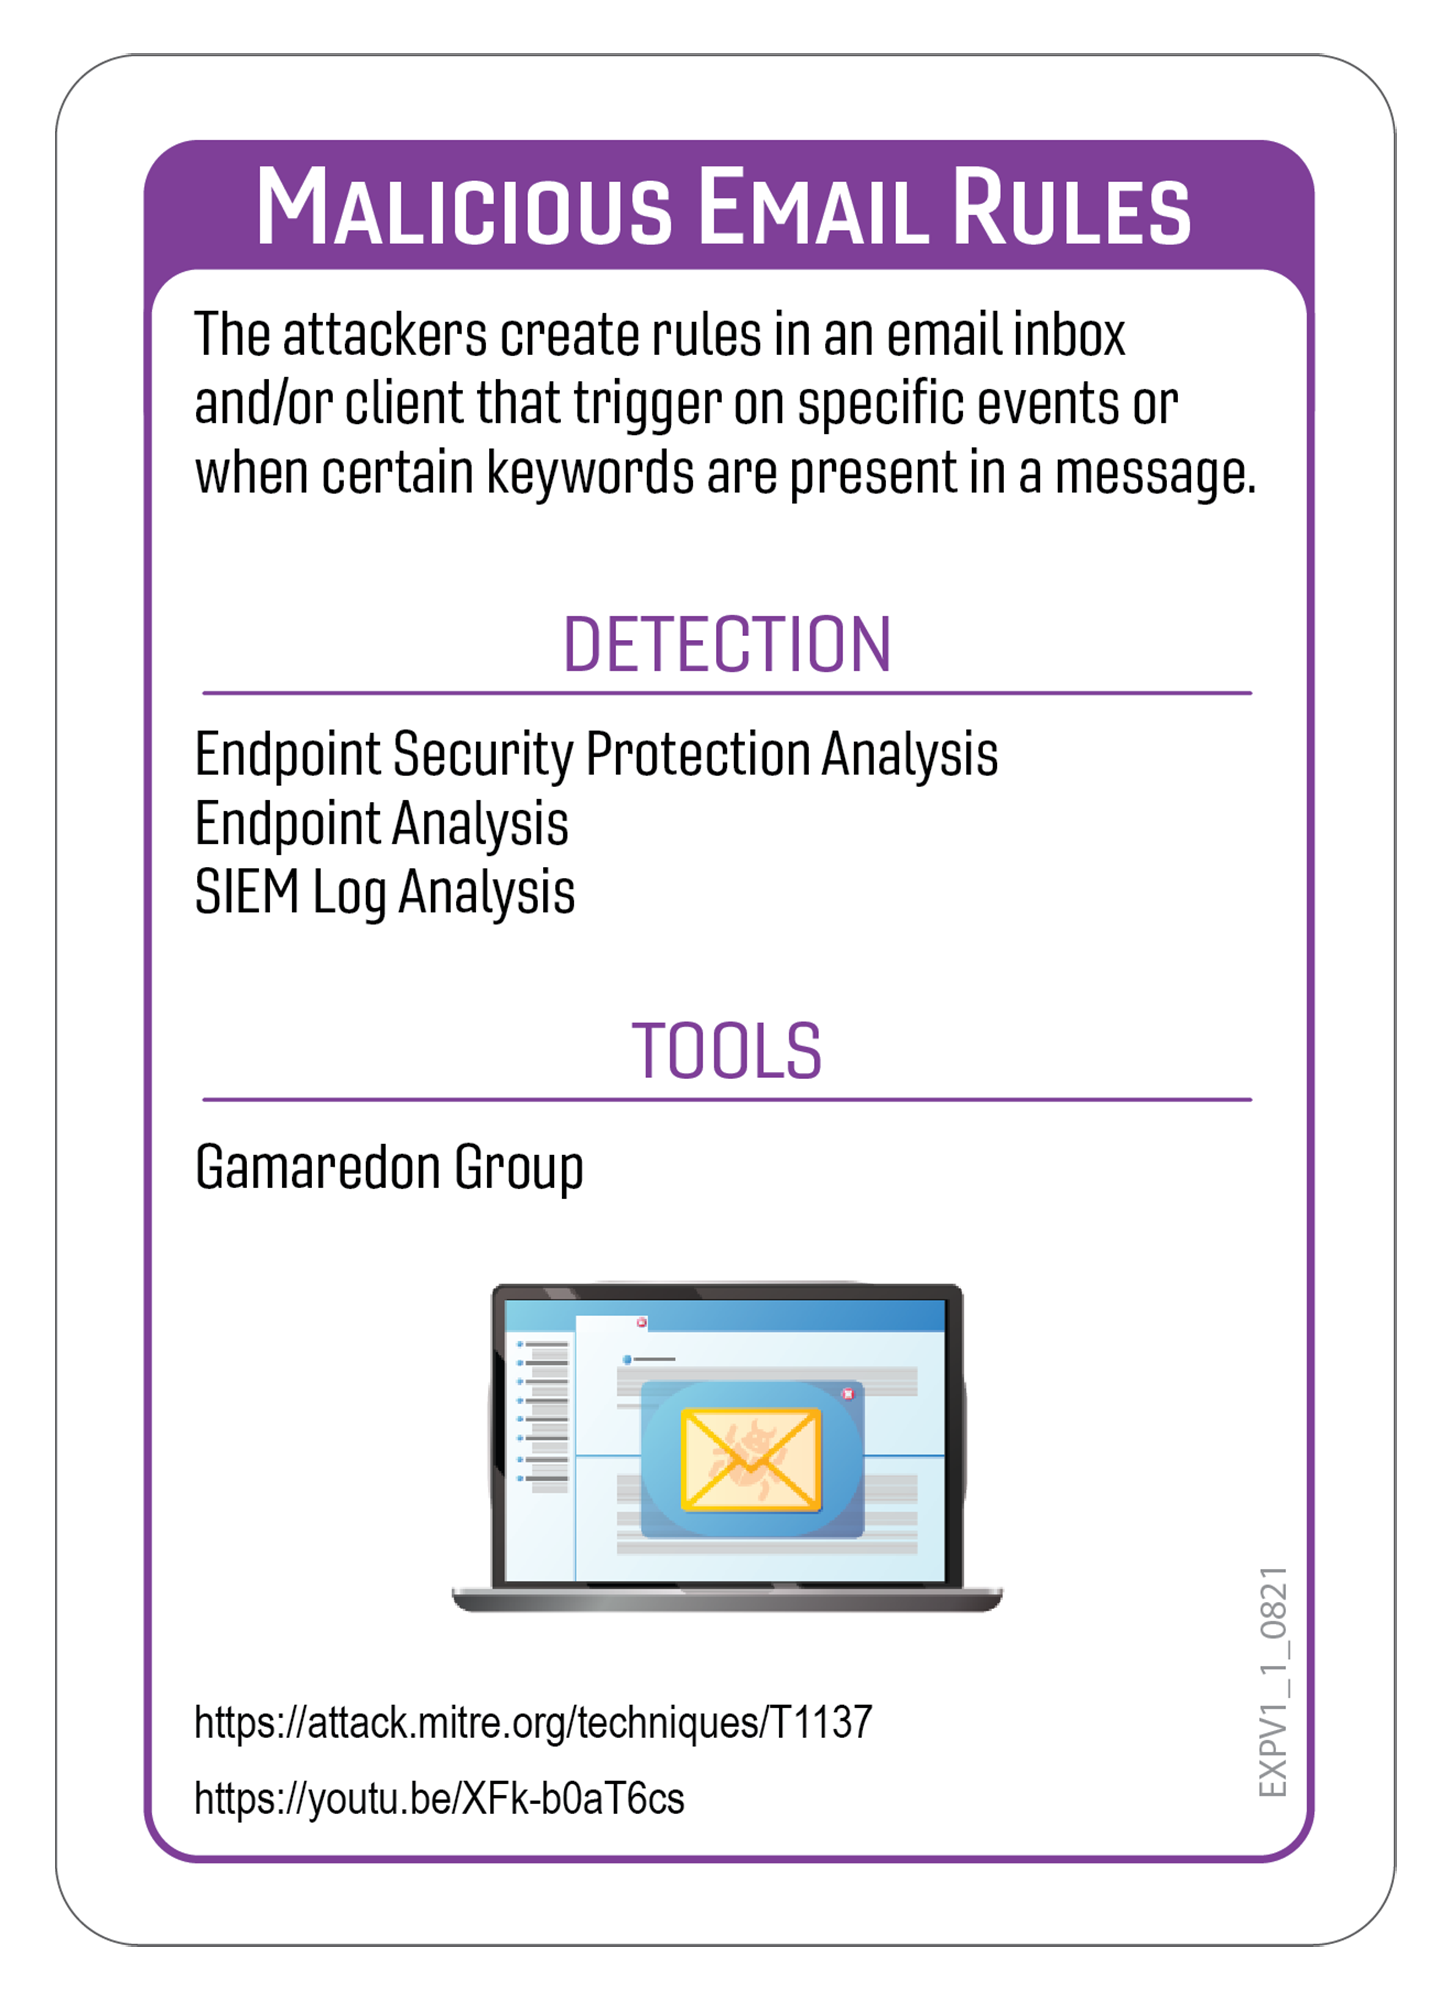 MALICIOUS EMAIL RULES
The attackers create rules in an email inbox
and/or client that trigger on specific events or
when certain keywords are present in a message.
DETECTION
Endpoint Security Protection Analysis
Endpoint Analysis
SIEM Log Analysis
TOOLS
Gamaredon Group
https://attack.mitre.org/techniques/T1137
https://youtu.be/XFk-b0aT6cs
EXPV1_1_0821